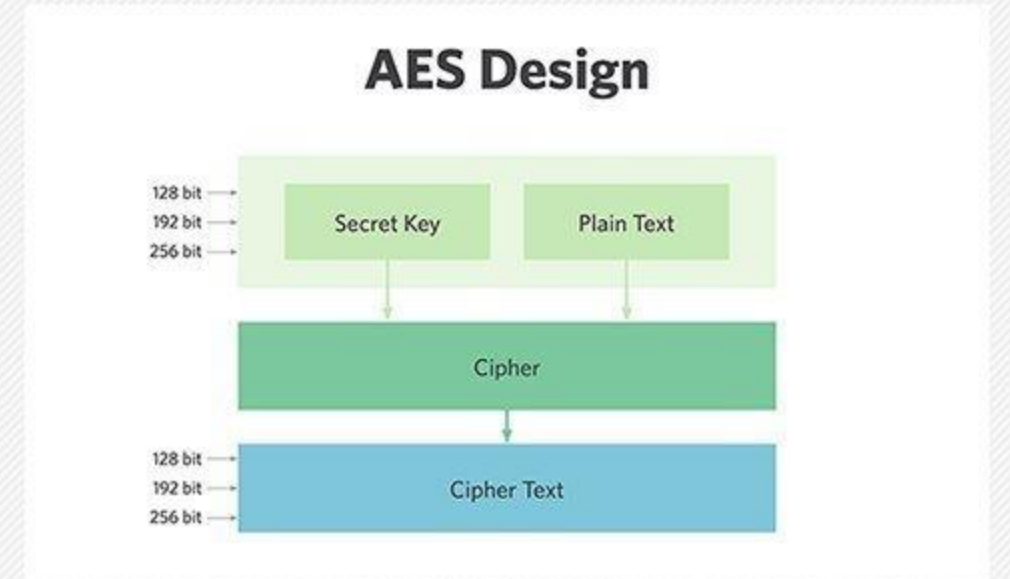 AES Design
128 bit
192 bit
256 bit
Secret Key
Plain Text
Cipher
128 bit
192 bit
256 bit
Cipher Text